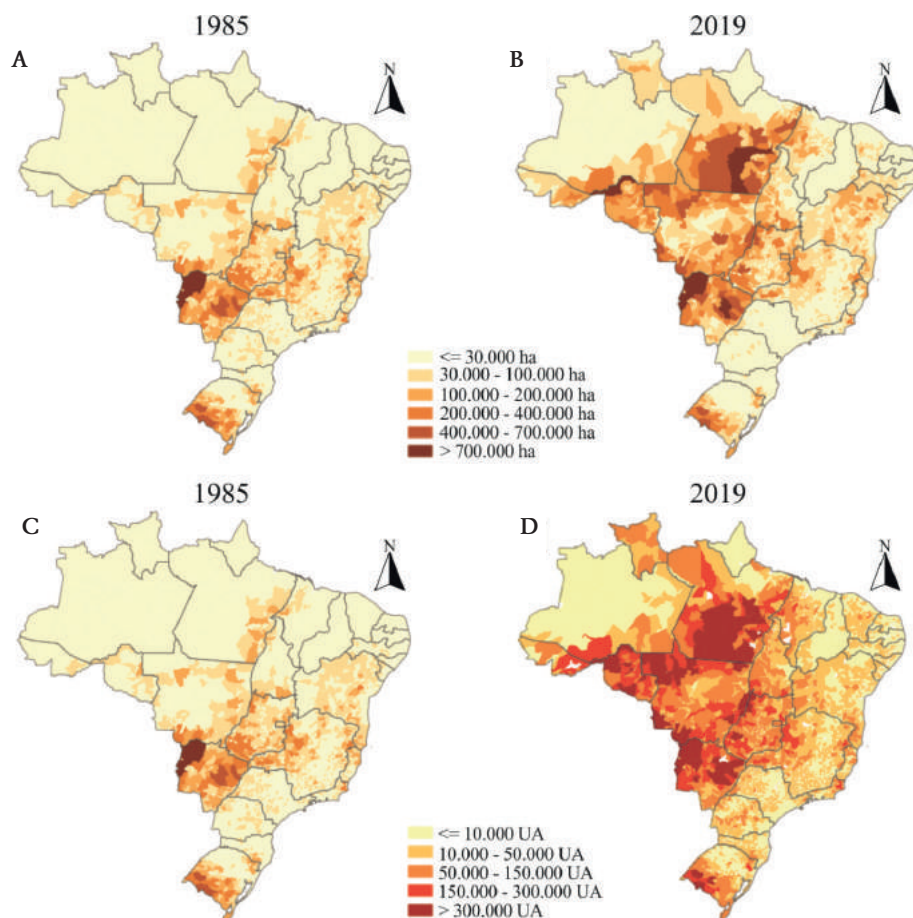 1985
2019
A
B
N
N
<= 30.000 ha
30.000 - 100.000 ha
100.000 - 200.000 ha
200.000 - 400.000 ha
400.000 - 700.000 ha
> 700.000 ha
1985
2019
C
D
N
N
<= 10.000 UA
10.000 - 50.000 UA
50.000 - 150.000 UA
150.000 - 300.000 UA
> 300.000 UA